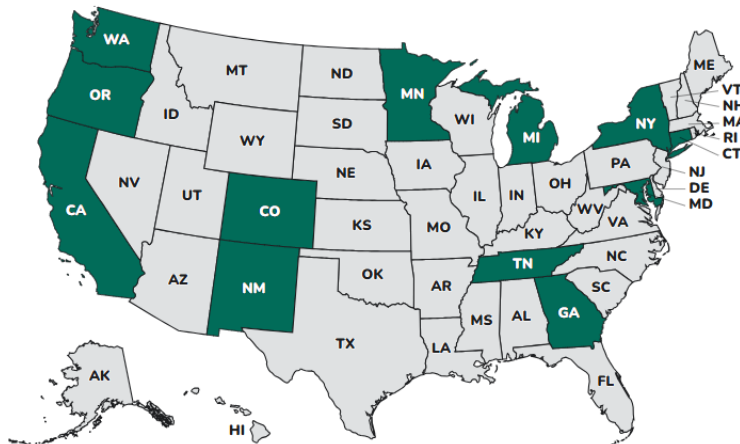 WA
ME
MT
ND
VT
MN
OR
NH
ID
WI
SD
MA
NY
MI
RI
WY
CT
IA
PA
NE
NJ
OH
NV
IL
IN
DE
UT
MD
CA
CO
WV
VA
KS
MO
KY
NC
TN
OK
AZ
AR
SC
NM
GA
MS
AL
TX
LA
AK
FL
HI